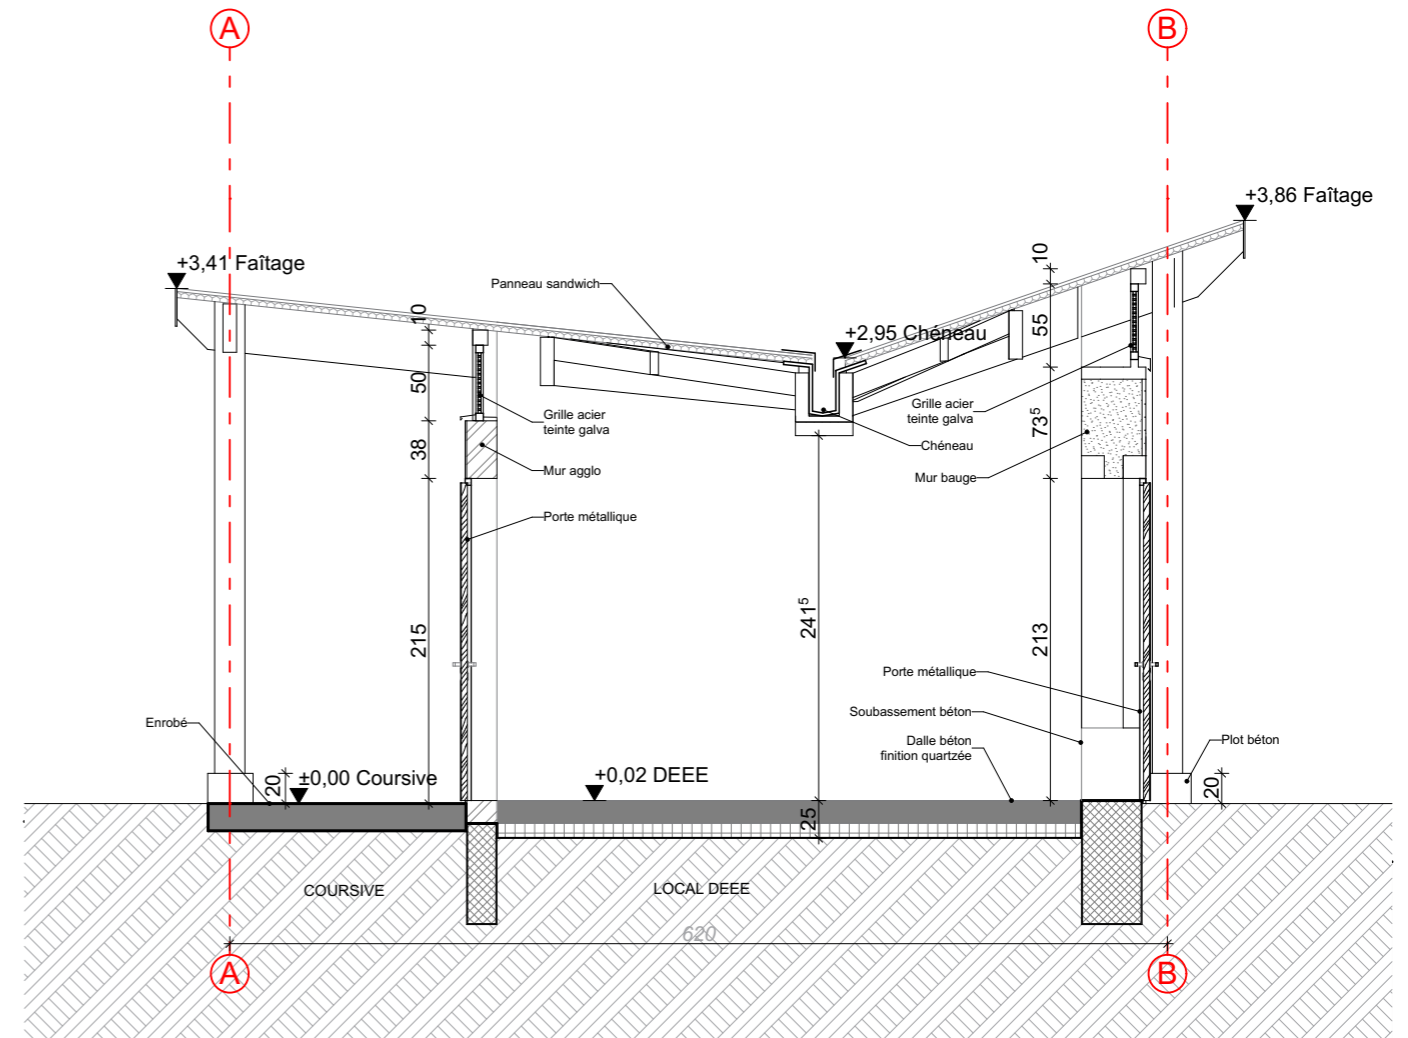 A
B
+3,86 Faîtage
+3,41 Faîtage
10
Panneau sandwich
10
+2,95 Chéneau
55
50
Grille acier
teinte galva
Grille acier
teinte galva
38
73⁵
Chéneau
Mur agglo
Mur bauge
Porte métallique
215
241⁵
213
Porte métallique
Soubassement béton
Enrobé
Dalle béton
finition quartzée
Plot béton
20
±0,00 Coursive
+0,02 DEEE
20
25
COURSIVE
LOCAL DEEE
620
A
B